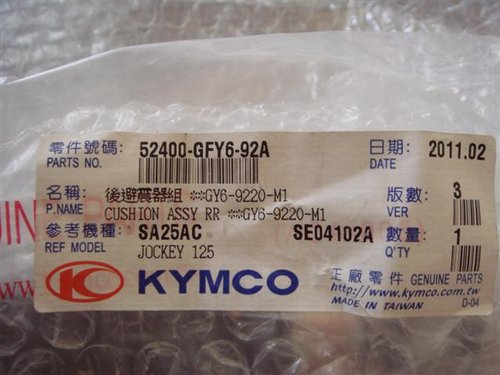 零件號碼: 52400-GFY6-92A 日期: 2011.02
PARTS NO. DATE
名稱: 後避震器組 **GY6-9220-M1 版數: 3
P.NAME CUSHION ASSY RR **GY6-9220-M1 VER
參考機種: SA25AC SE04102A 數量: 1
REF MODEL JOCKEY 125 Q'TY
KYMCO 正廠零件 GENUINE PARTS
http://www.kymco.com.tw
MADE IN TAIWAN D-04